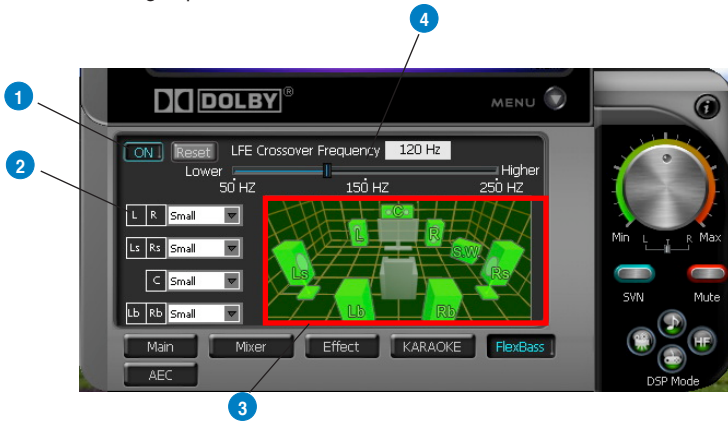 4
DOLBY®
MENU
1
ON Reset LFE Crossover Frequency 120 Hz
Lower Higher
50 HZ 150 HZ 250 HZ
2
L R Small
Ls Rs Small
C Small
Lb Rb Small
C
L R
S.W
Ls Rs
Lb Rb
Min L R Max
SVN Mute
Main Mixer Effect KARAOKE FlexBass
AEC
HF
DSP Mode
3